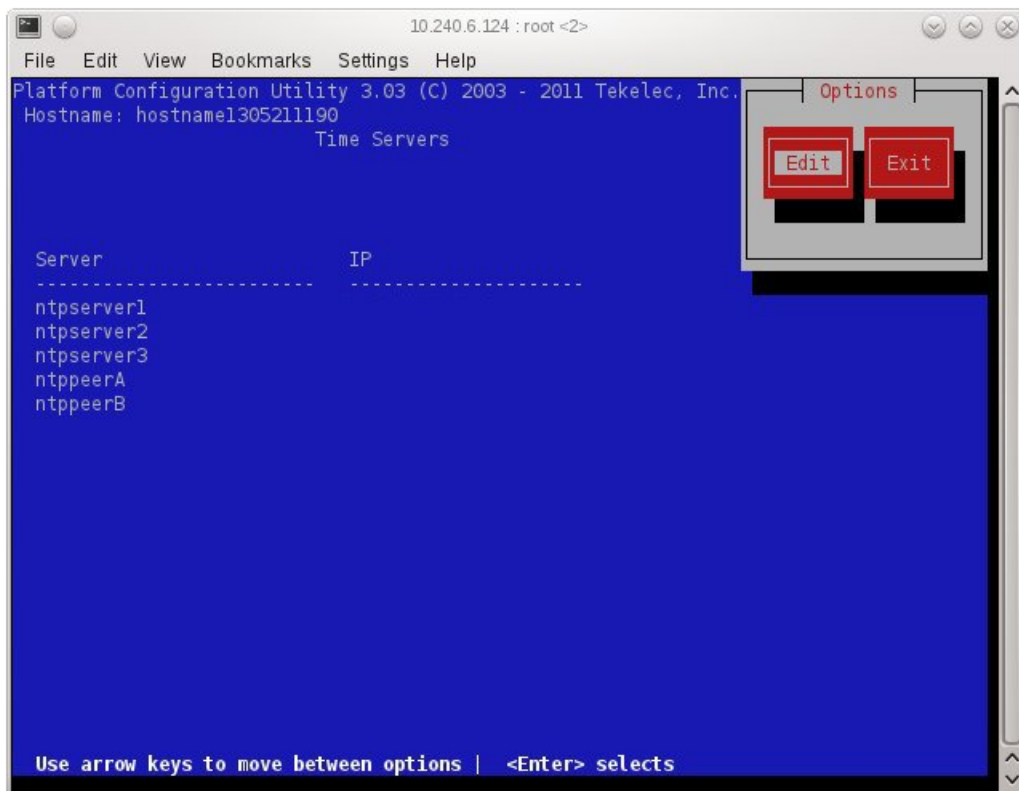 10.240.6.124 : root <2>
File Edit View Bookmarks Settings Help
Platform Configuration Utility 3.03 (C) 2003 - 2011 Tekelec, Inc.
Hostname: hostname1305211190
Time Servers
Options
Edit Exit
Server IP
------------------------- ---------------------
ntpserver1
ntpserver2
ntpserver3
ntppeerA
ntppeerB
Use arrow keys to move between options | <Enter> selects